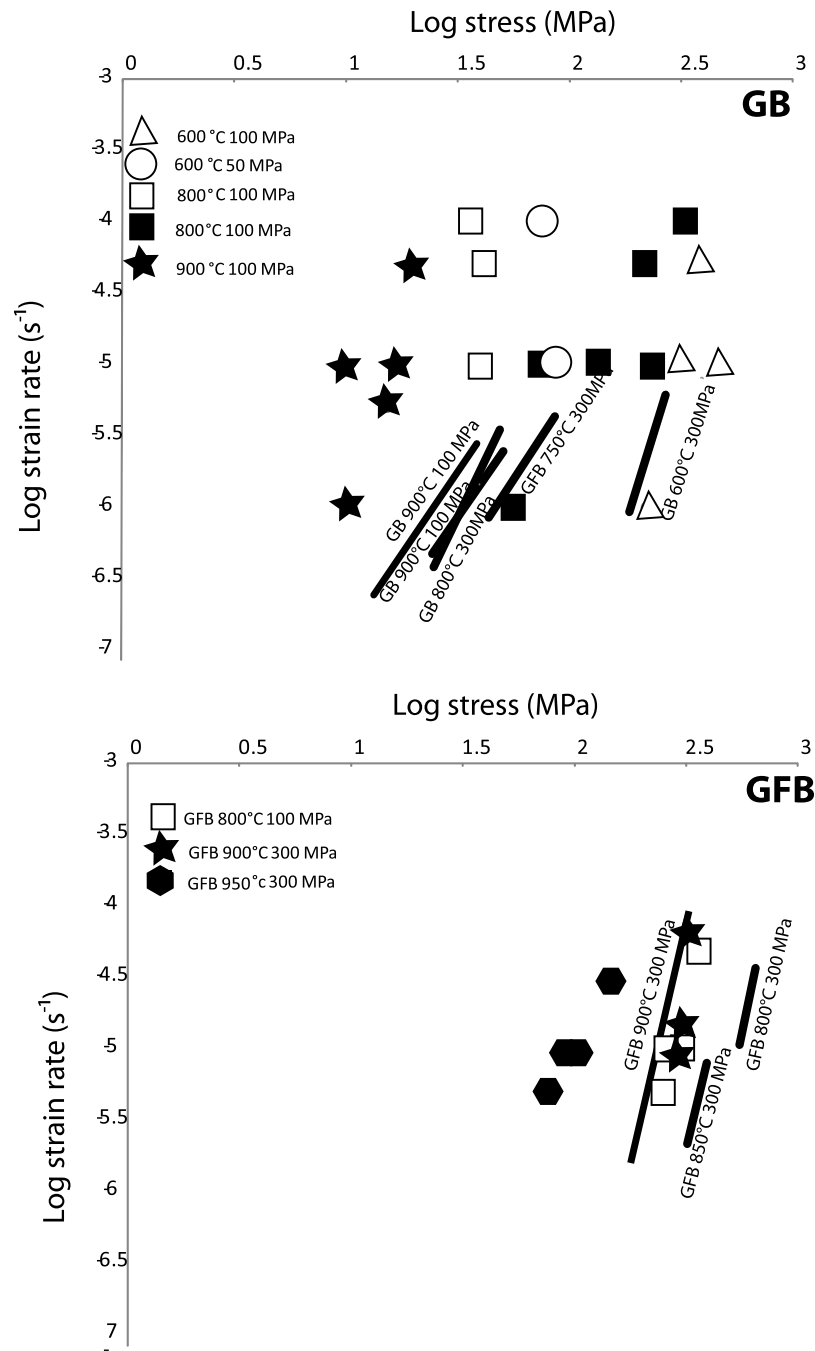 Log stress (MPa)
0 0.5 1 1.5 2 2.5 3
-3
GB
600°C 100 MPa
-3.5
600°C 50 MPa
800°C 100 MPa
-4
800°C 100 MPa
900°C 100 MPa
-4.5
Log strain rate (s-1)
-5
-5.5
-6
-6.5
-7
GB 900°C 100 MPa
GB 900°C 100 MPa
GB 800°C 300MPa
GFB 750°C 300MPa
GB 600°C 300MPa
Log stress (MPa)
0 0.5 1 1.5 2 2.5 3
-3
GFB
GFB 800°C 100 MPa
-3.5
GFB 900°C 300 MPa
GFB 950°c 300 MPa
-4
-4.5
Log strain rate (s-1)
-5
-5.5
-6
-6.5
7
GFB 900°C 300 MPa
GFB 850°C 300 MPa
GFB 800°C 300 MPa